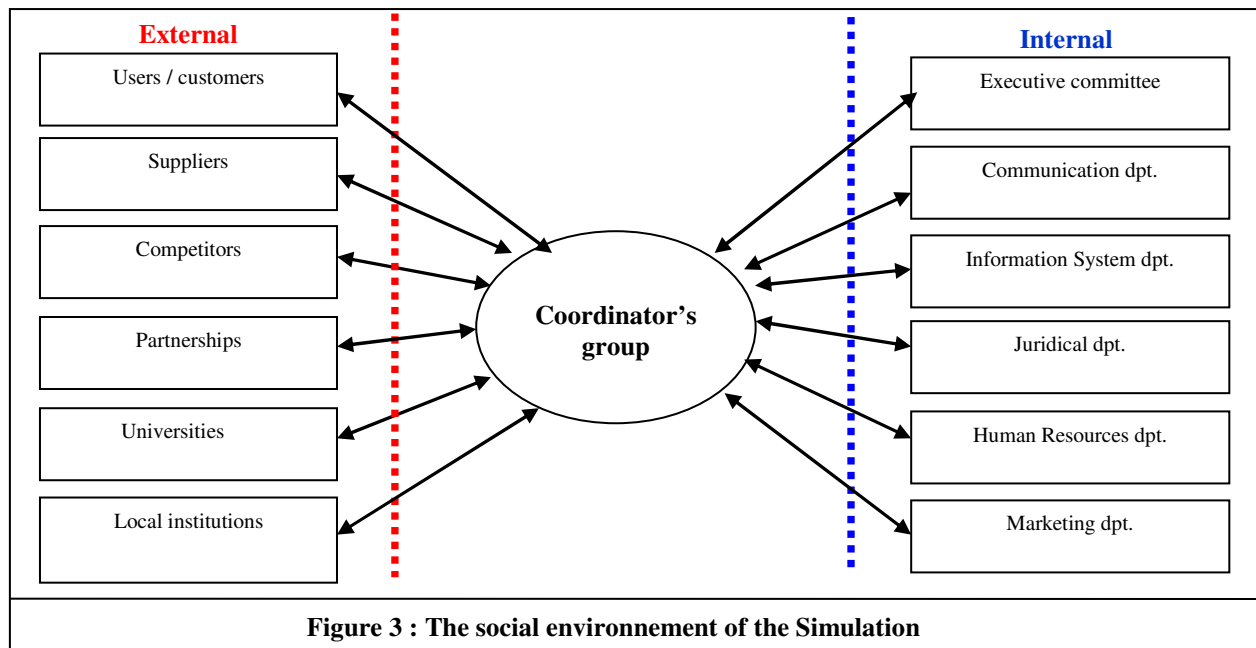 External
Users / customers
Suppliers
Competitors
Partnerships
Universities
Local institutions
Coordinator’s
group
Internal
Executive committee
Communication dpt.
Information System dpt.
Juridical dpt.
Human Resources dpt.
Marketing dpt.
Figure 3 : The social environnement of the Simulation